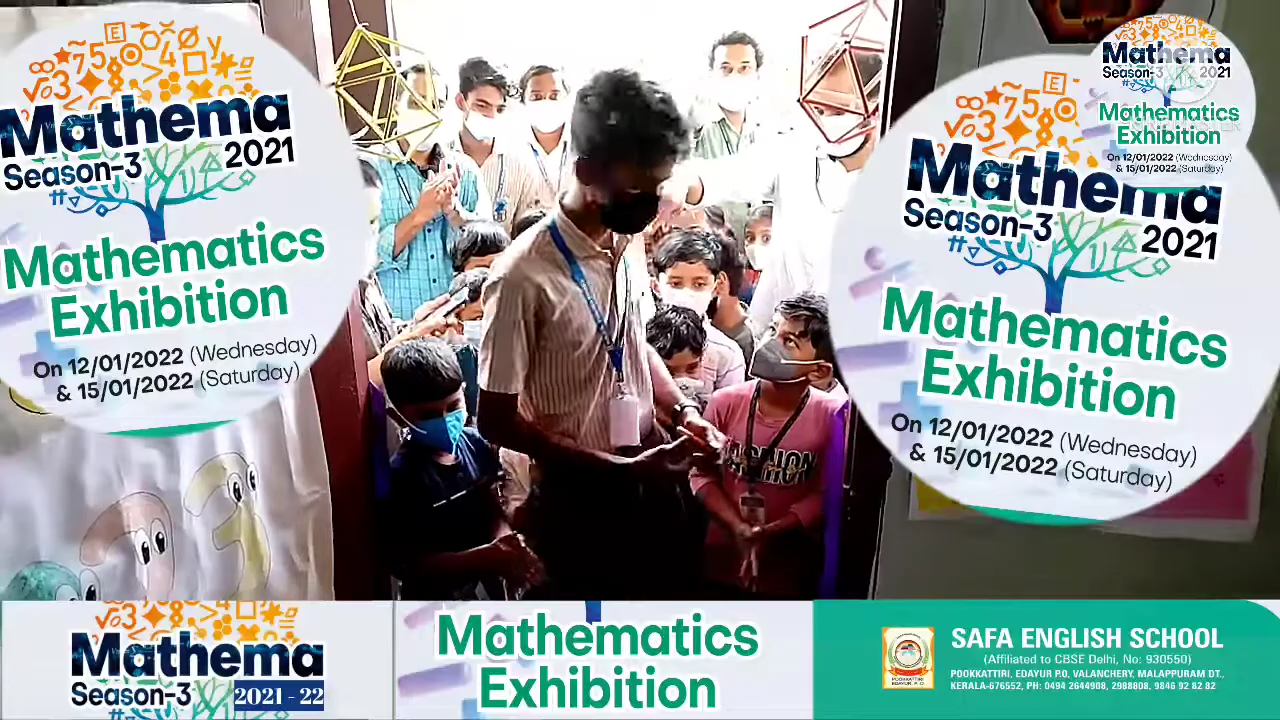 Mathema
Season-3 2021
Mathematics
Exhibition
On 12/01/2022 (Wednesday)
& 15/01/2022 (Saturday)
Mathema
Season-3 2021
Mathematics
Exhibition
On 12/01/2022 (Wednesday)
& 15/01/2022 (Saturday)
Mathema
Season-3 2021
Mathematics
Exhibition
On 12/01/2022 (Wednesday)
& 15/01/2022 (Saturday)
FASHION
Mathema
Season-3 2021 - 22
Mathematics
Exhibition
SAFA ENGLISH SCHOOL
(Affiliated to CBSE Delhi, No: 930550)
POOKKATTIRI, EDAYUR P.O, VALANCHERY, MALAPPURAM DT.,
KERALA-676552, PH: 0494 2644908, 2988808, 9846 92 82 82